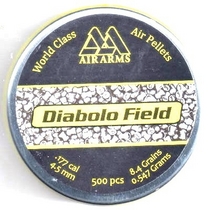 World Class
Air Pellets
AIR ARMS
Diabolo Field
.177 cal
4.5 mm
500 pcs
8.4 Grains
0.547 Grams